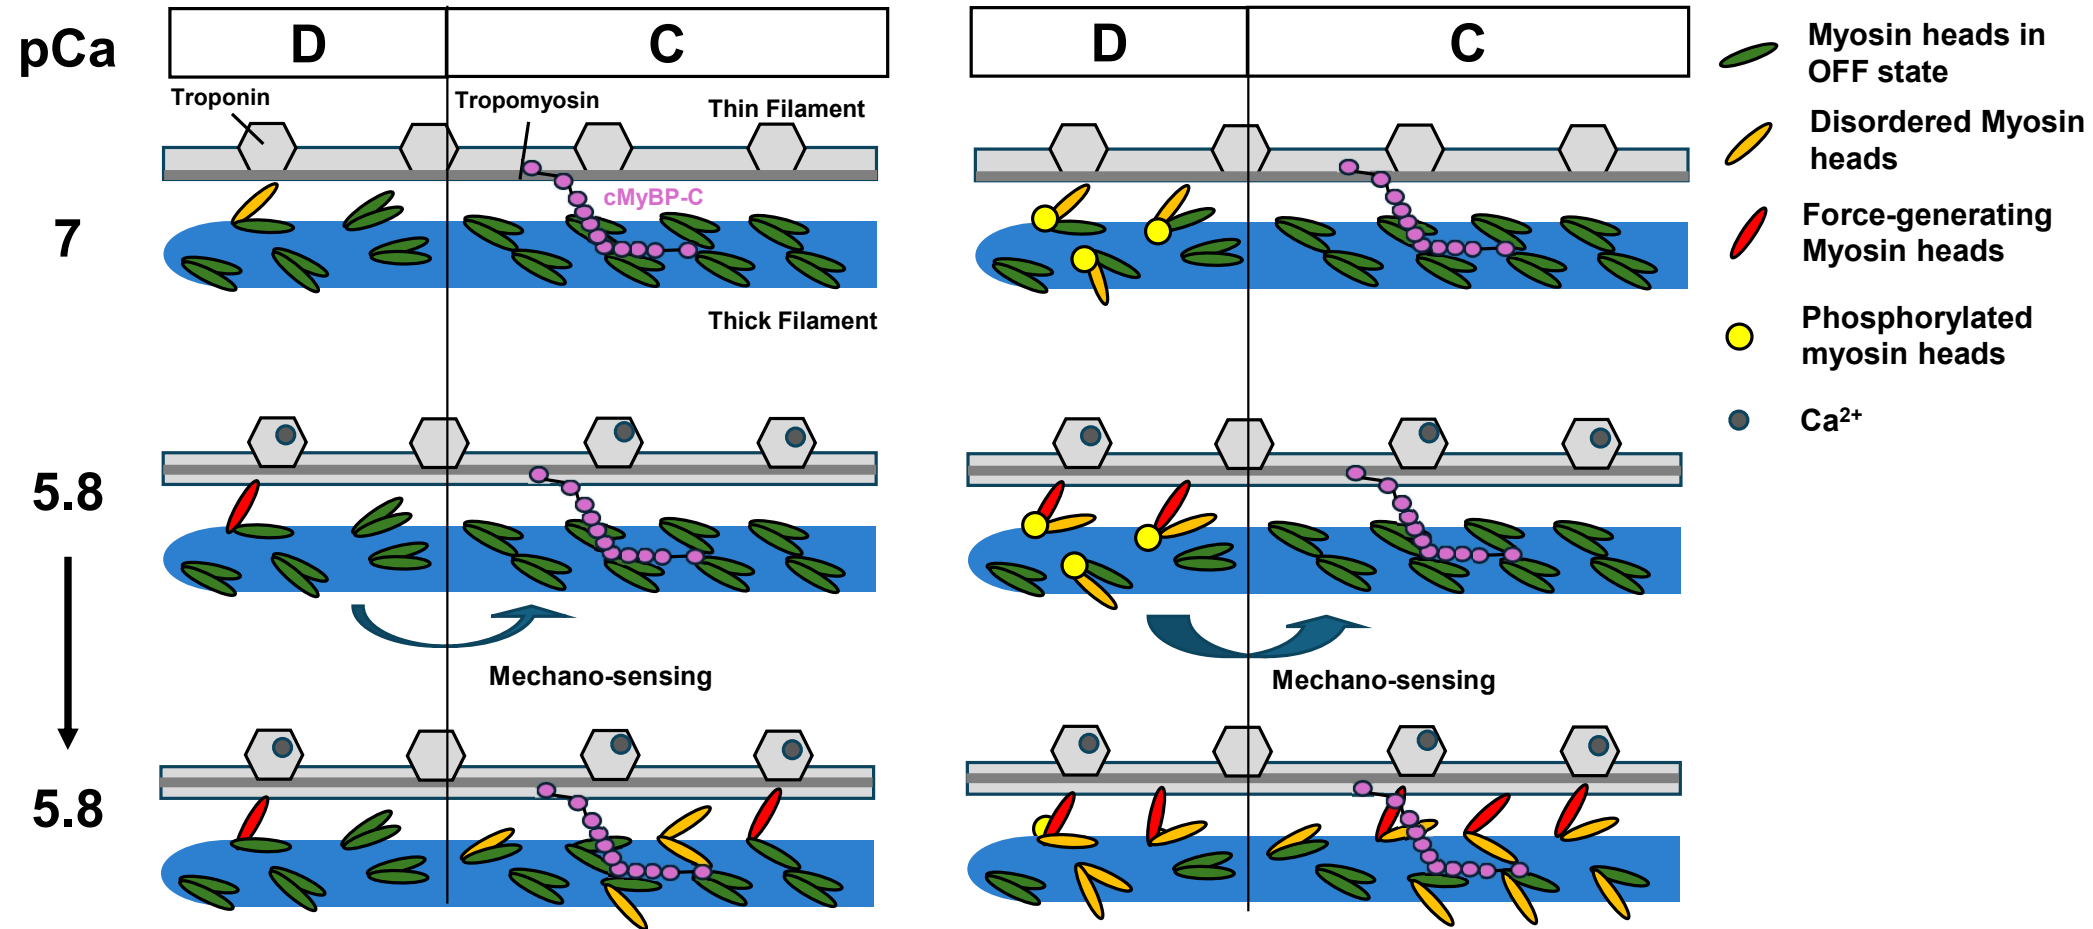 pCa
D
C
D
C
Troponin
Tropomyosin
Thin Filament
cMyBP-C
7
Thick Filament
5.8
Mechano-sensing
Mechano-sensing
5.8
Myosin heads in
OFF state
Disordered Myosin
heads
Force-generating
Myosin heads
Phosphorylated
myosin heads
Ca²⁺